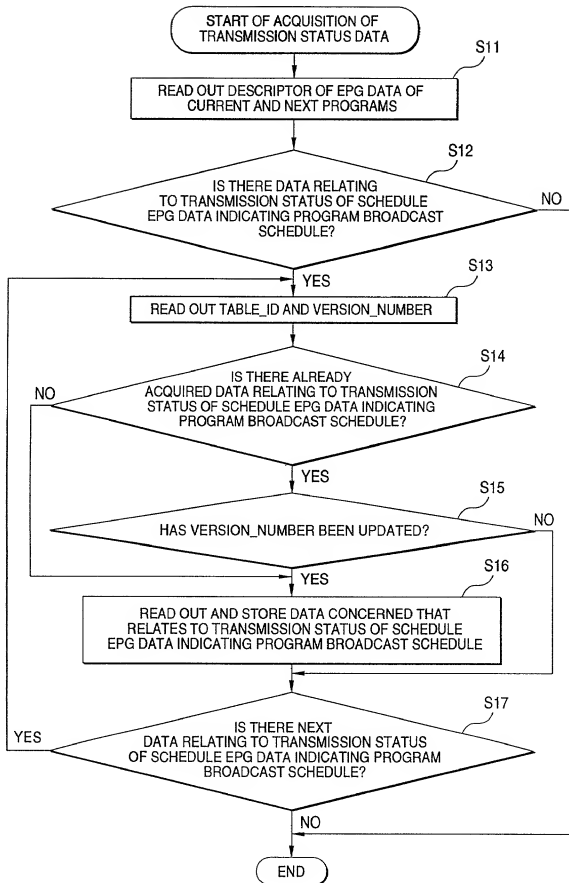 START OF ACQUISITION OF
TRANSMISSION STATUS DATA
S11
READ OUT DESCRIPTOR OF EPG DATA OF
CURRENT AND NEXT PROGRAMS
S12
IS THERE DATA RELATING
TO TRANSMISSION STATUS OF SCHEDULE
EPG DATA INDICATING PROGRAM BROADCAST
SCHEDULE?
NO
YES
S13
READ OUT TABLE_ID AND VERSION_NUMBER
S14
NO
IS THERE ALREADY
ACQUIRED DATA RELATING TO TRANSMISSION
STATUS OF SCHEDULE EPG DATA INDICATING
PROGRAM BROADCAST SCHEDULE?
YES
S15
HAS VERSION_NUMBER BEEN UPDATED?
NO
YES
S16
READ OUT AND STORE DATA CONCERNED THAT
RELATES TO TRANSMISSION STATUS OF SCHEDULE
EPG DATA INDICATING PROGRAM BROADCAST SCHEDULE
S17
YES
IS THERE NEXT
DATA RELATING TO TRANSMISSION STATUS
OF SCHEDULE EPG DATA INDICATING PROGRAM
BROADCAST SCHEDULE?
NO
END